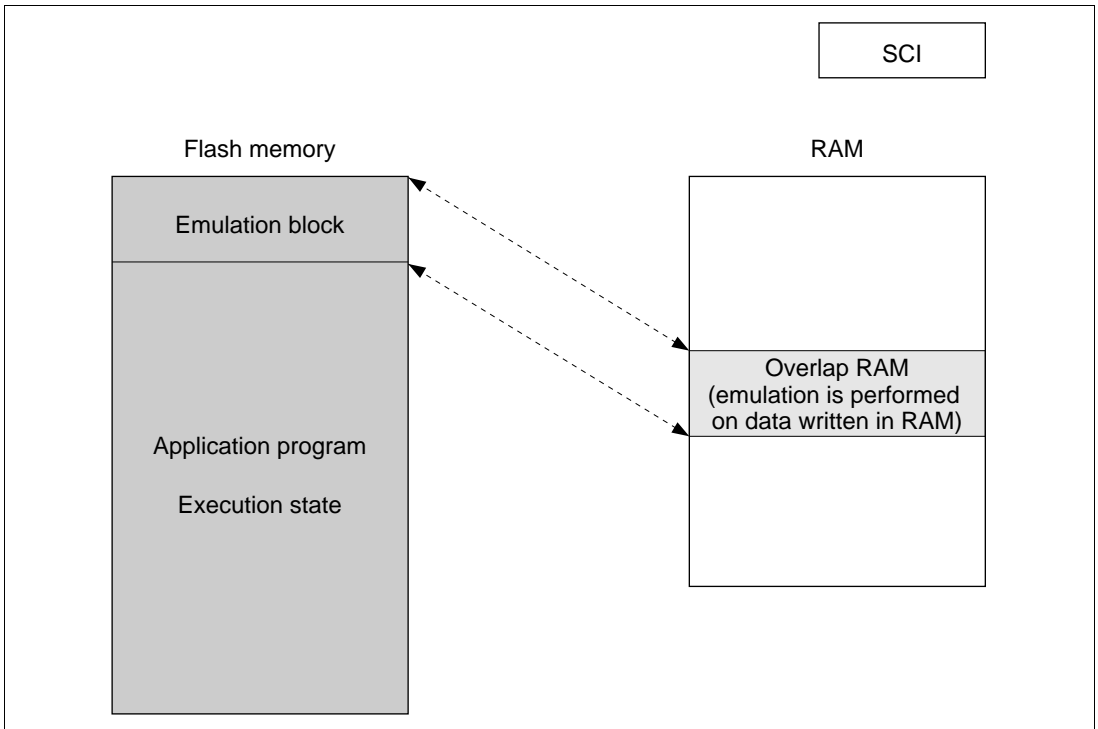 SCI
Flash memory
RAM
Emulation block
Overlap RAM
(emulation is performed
on data written in RAM)
Application program
Execution state